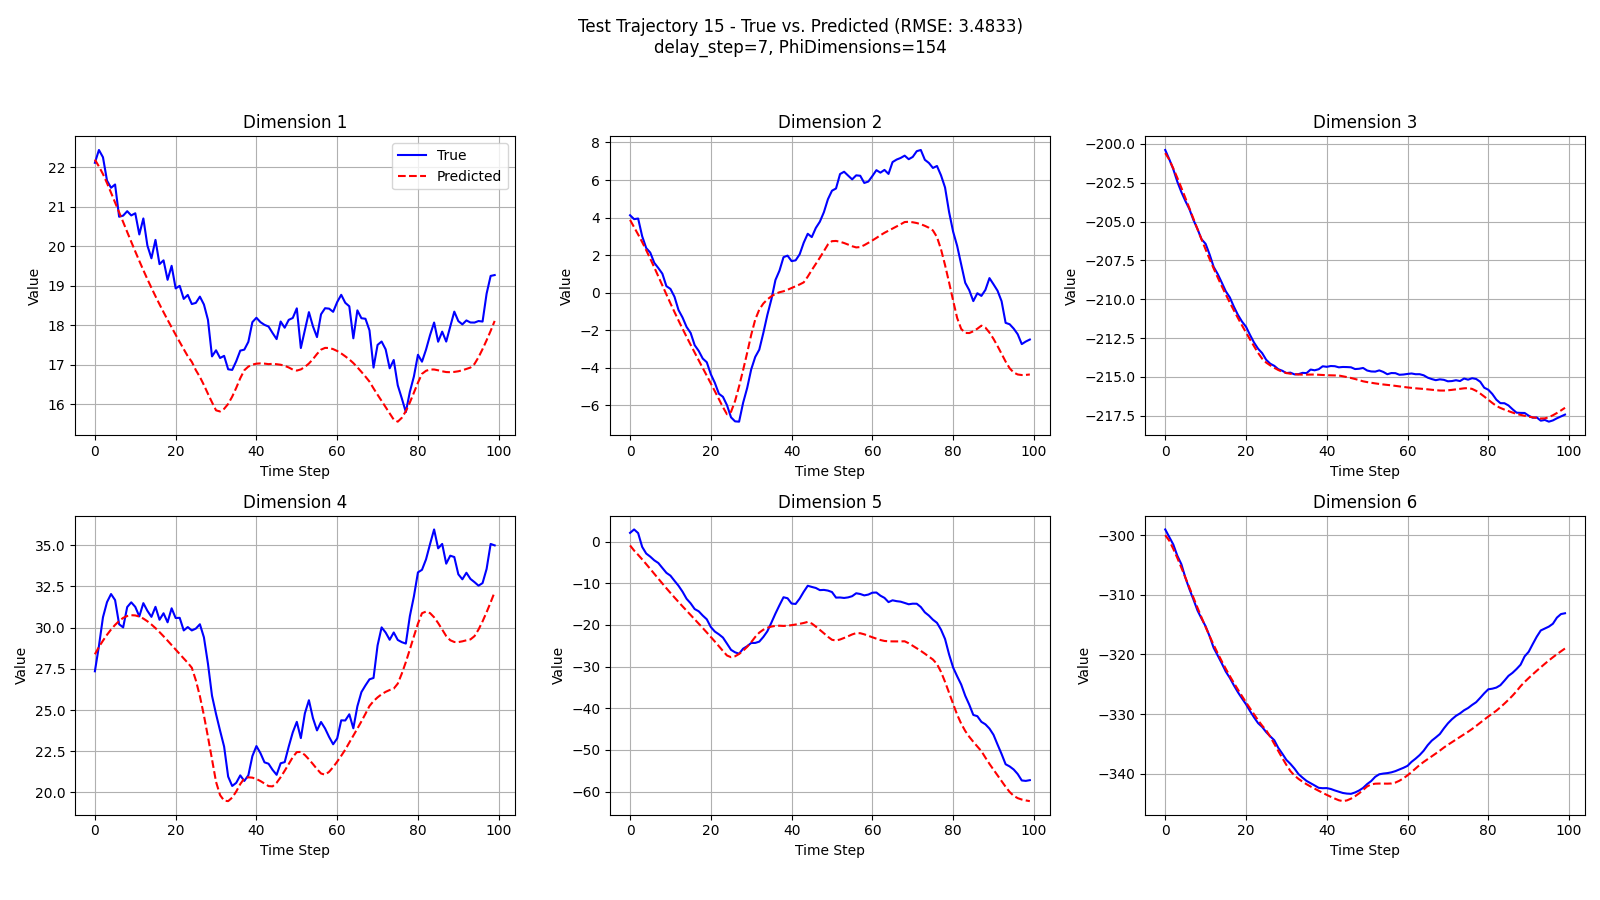 Test Trajectory 15 - True vs. Predicted (RMSE: 3.4833)
delay_step=7, PhiDimensions=154
Dimension 1
Value
22
21
20
19
18
17
16
0 20 40 60 80 100
Time Step
True
Predicted
Dimension 2
Value
8
6
4
2
0
−2
−4
−6
0 20 40 60 80 100
Time Step
Dimension 3
Value
−200.0
−202.5
−205.0
−207.5
−210.0
−212.5
−215.0
−217.5
0 20 40 60 80 100
Time Step
Dimension 4
Value
35.0
32.5
30.0
27.5
25.0
22.5
20.0
0 20 40 60 80 100
Time Step
Dimension 5
Value
0
−10
−20
−30
−40
−50
−60
0 20 40 60 80 100
Time Step
Dimension 6
Value
−300
−310
−320
−330
−340
0 20 40 60 80 100
Time Step